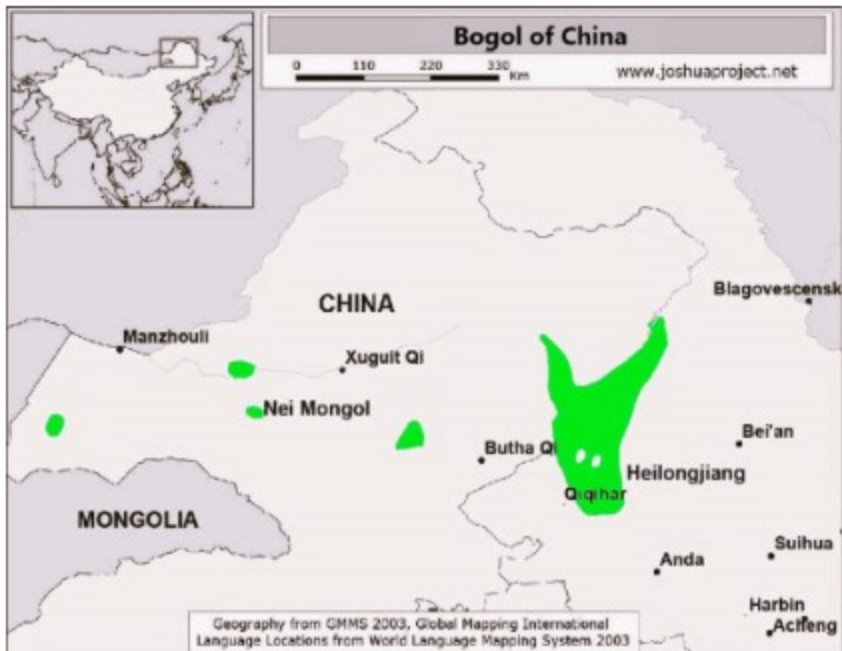 Bogol of China
0 110 220 330
Km
www.joshuaproject.net
CHINA
Blagovescensk
Manzhouli
Xuguit Qi
Nei Mongol
Butha Qi
Bei'an
Heilongjiang
Qiqihar
MONGOLIA
Anda
Suihua
Harbin
Acheng
Geography from GMMS 2003, Global Mapping International
Language Locations from World Language Mapping System 2003